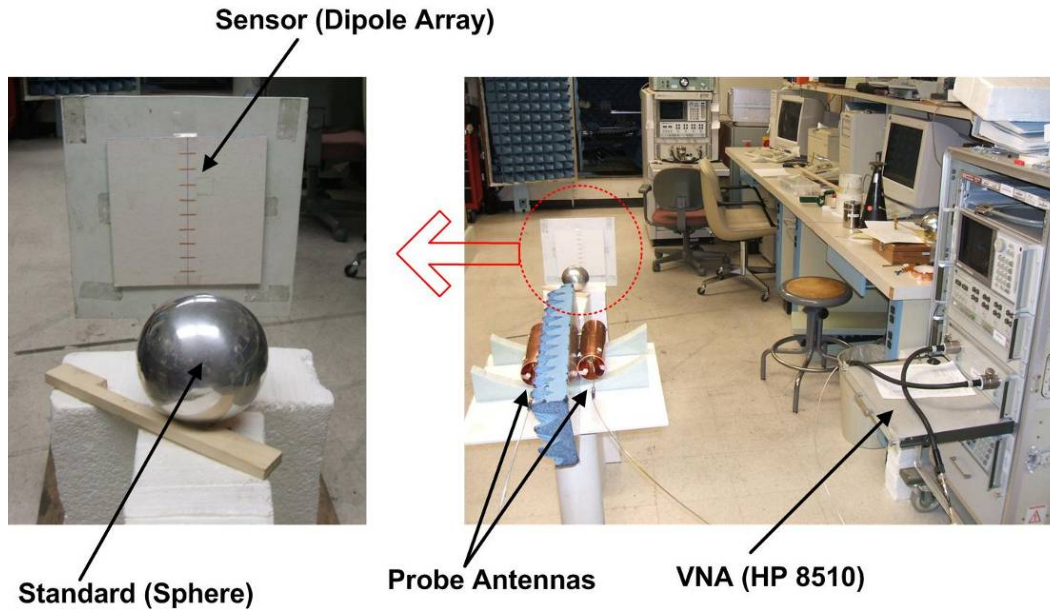 Sensor (Dipole Array)
Standard (Sphere)
Probe Antennas
VNA (HP 8510)